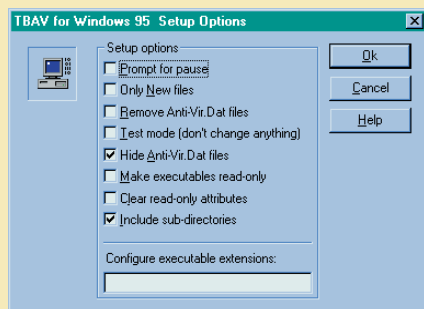 TBAV for Windows 95 Setup Options
Setup options
Prompt for pause
Only New files
Remove Anti-Vir.Dat files
Test mode (don't change anything)
Hide Anti-Vir.Dat files
Make executables read-only
Clear read-only attributes
Include sub-directories
Configure executable extensions:
Ok
Cancel
Help